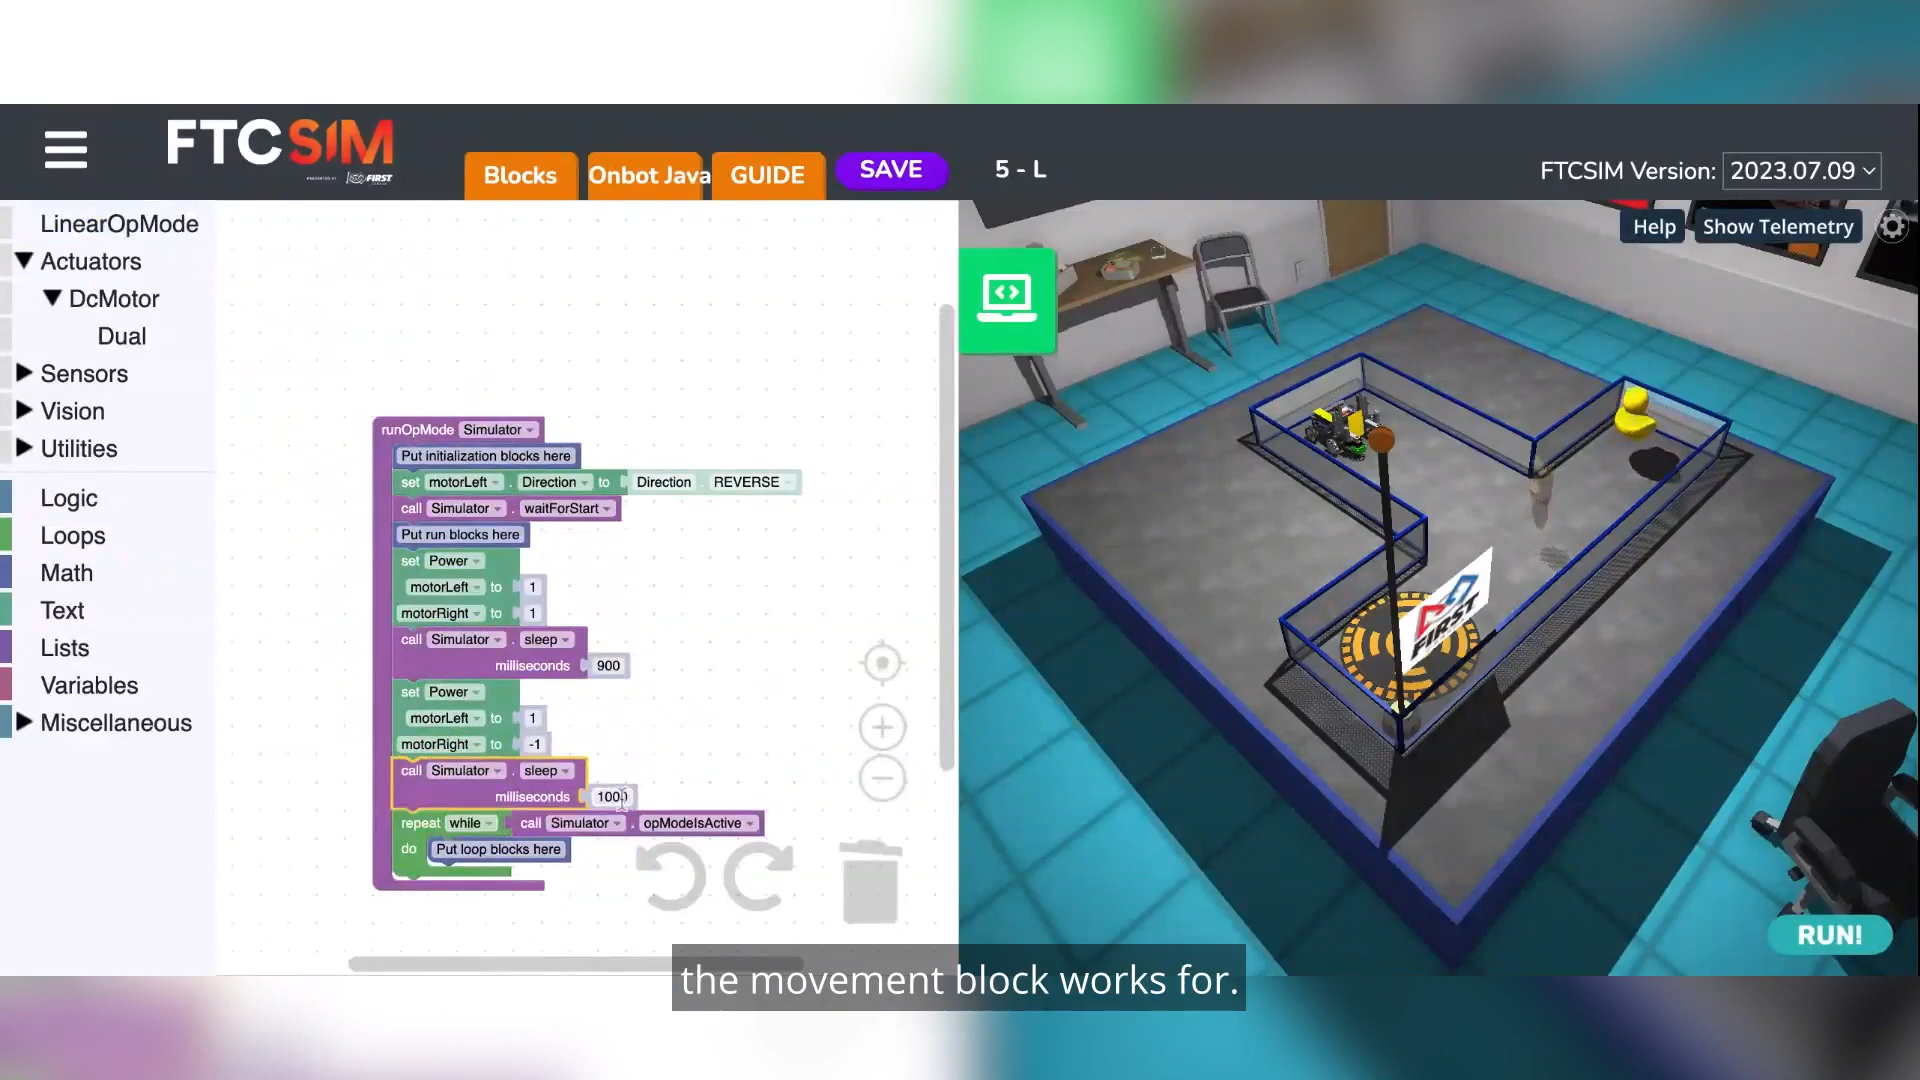 FTCSIM
PRESENTED BY FIRST
Blocks
Onbot Java
GUIDE
SAVE
5 - L
FTCSIM Version: 2023.07.09
LinearOpMode
Actuators
DcMotor
Dual
Sensors
Vision
Utilities
Logic
Loops
Math
Text
Lists
Variables
Miscellaneous
runOpMode Simulator
Put initialization blocks here
set motorLeft . Direction to Direction . REVERSE
call Simulator . waitForStart
Put run blocks here
set Power
motorLeft to 1
motorRight to 1
call Simulator . sleep
milliseconds 900
set Power
motorLeft to 1
motorRight to -1
call Simulator . sleep
milliseconds 1000
repeat while call Simulator . opModeIsActive
do Put loop blocks here
Help
Show Telemetry
FIRST
RUN!
the movement block works for.